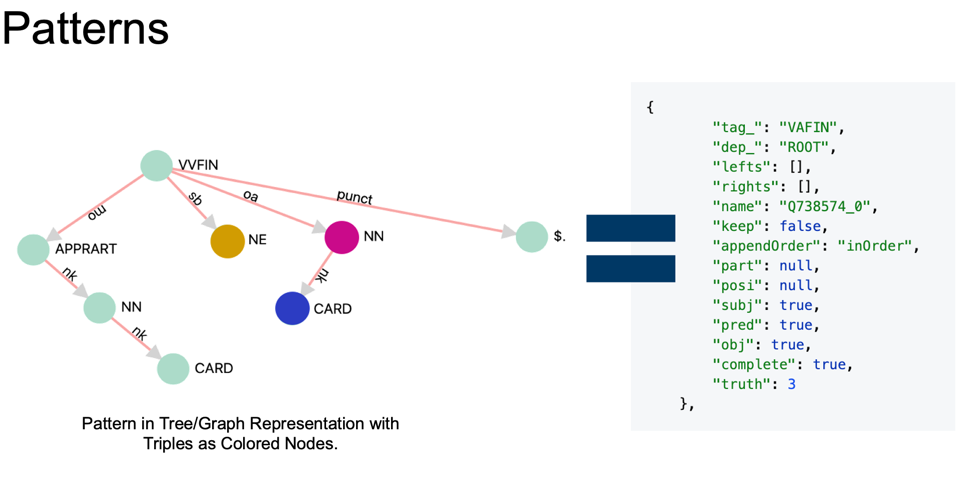 Patterns
VVFIN
mo
sb
oa
punct
APPRART
NE
NN
$.
nk
nk
NN
CARD
nk
CARD
Pattern in Tree/Graph Representation with
Triples as Colored Nodes.
{
"tag_": "VAFIN",
"dep_": "ROOT",
"lefts": [],
"rights": [],
"name": "Q738574_0",
"keep": false,
"appendOrder": "inOrder",
"part": null,
"posi": null,
"subj": true,
"pred": true,
"obj": true,
"complete": true,
"truth": 3
},